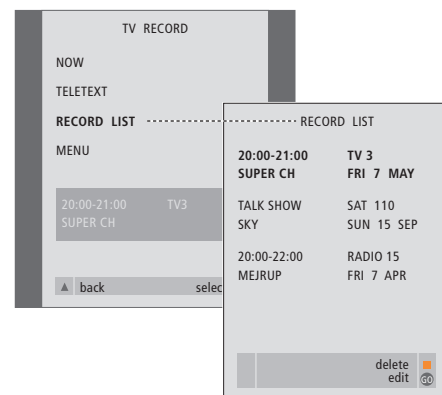 TV RECORD
NOW
TELETEXT
RECORD LIST
MENU
20:00-21:00 TV3
SUPER CH
back
RECORD LIST
20:00-21:00 TV 3
SUPER CH FRI 7 MAY
TALK SHOW SAT 110
SKY SUN 15 SEP
20:00-22:00 RADIO 15
MEJRUP FRI 7 APR
delete
edit GO